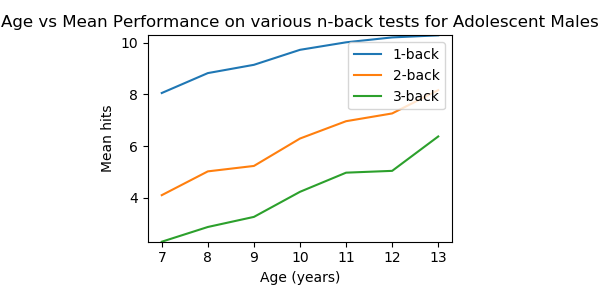 Age vs Mean Performance on various n-back tests for Adolescent Males
10
8
6
4
Mean hits
1-back
2-back
3-back
7 8 9 10 11 12 13
Age (years)